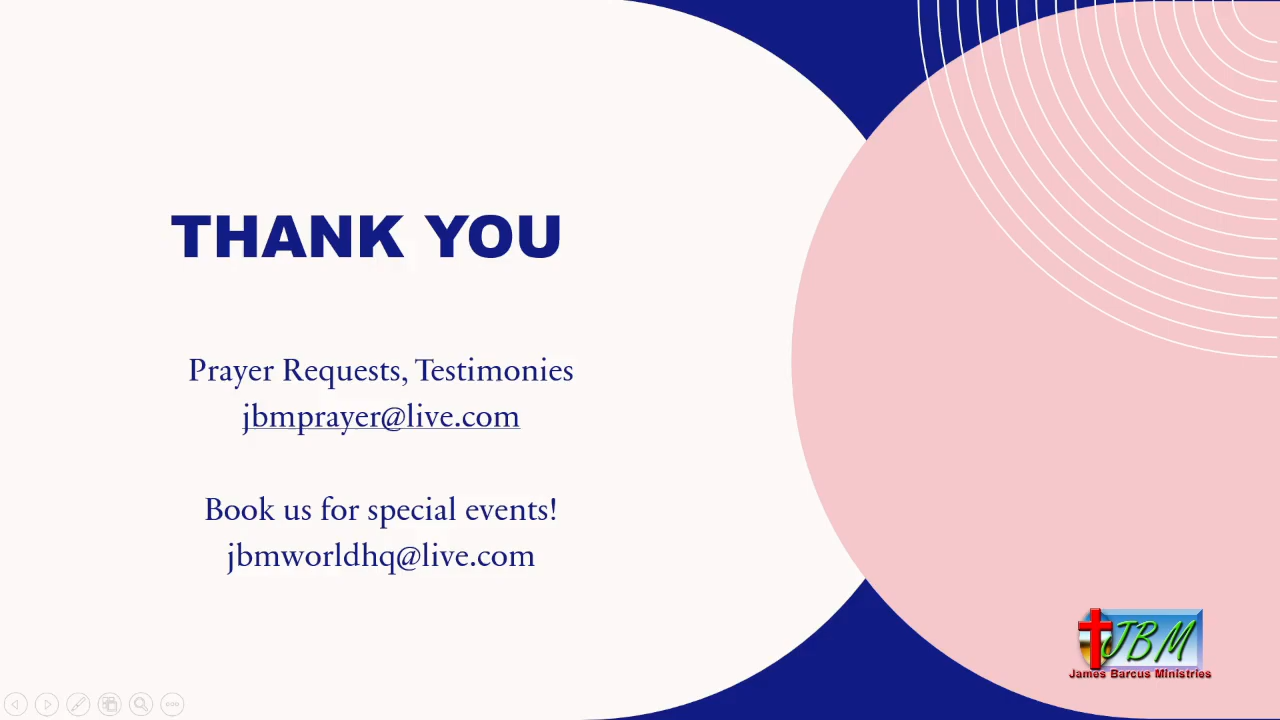 THANK YOU
Prayer Requests, Testimonies
jbmprayer@live.com
Book us for special events!
jbmworldhq@live.com
JBM
James Barcus Ministries